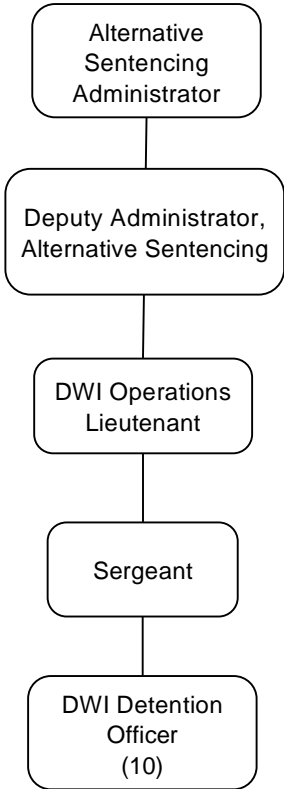 Alternative
Sentencing
Administrator
Deputy Administrator,
Alternative Sentencing
DWI Operations
Lieutenant
Sergeant
DWI Detention
Officer
(10)